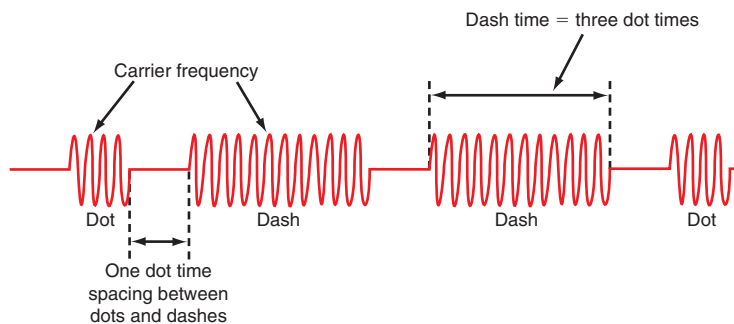 Dash time = three dot times
Carrier frequency
Dot
Dash
Dash
Dot
One dot time
spacing between
dots and dashes